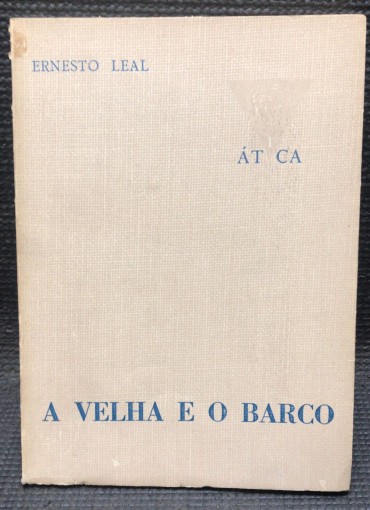 ERNESTO LEAL
ÁT CA
A VELHA E O BARCO